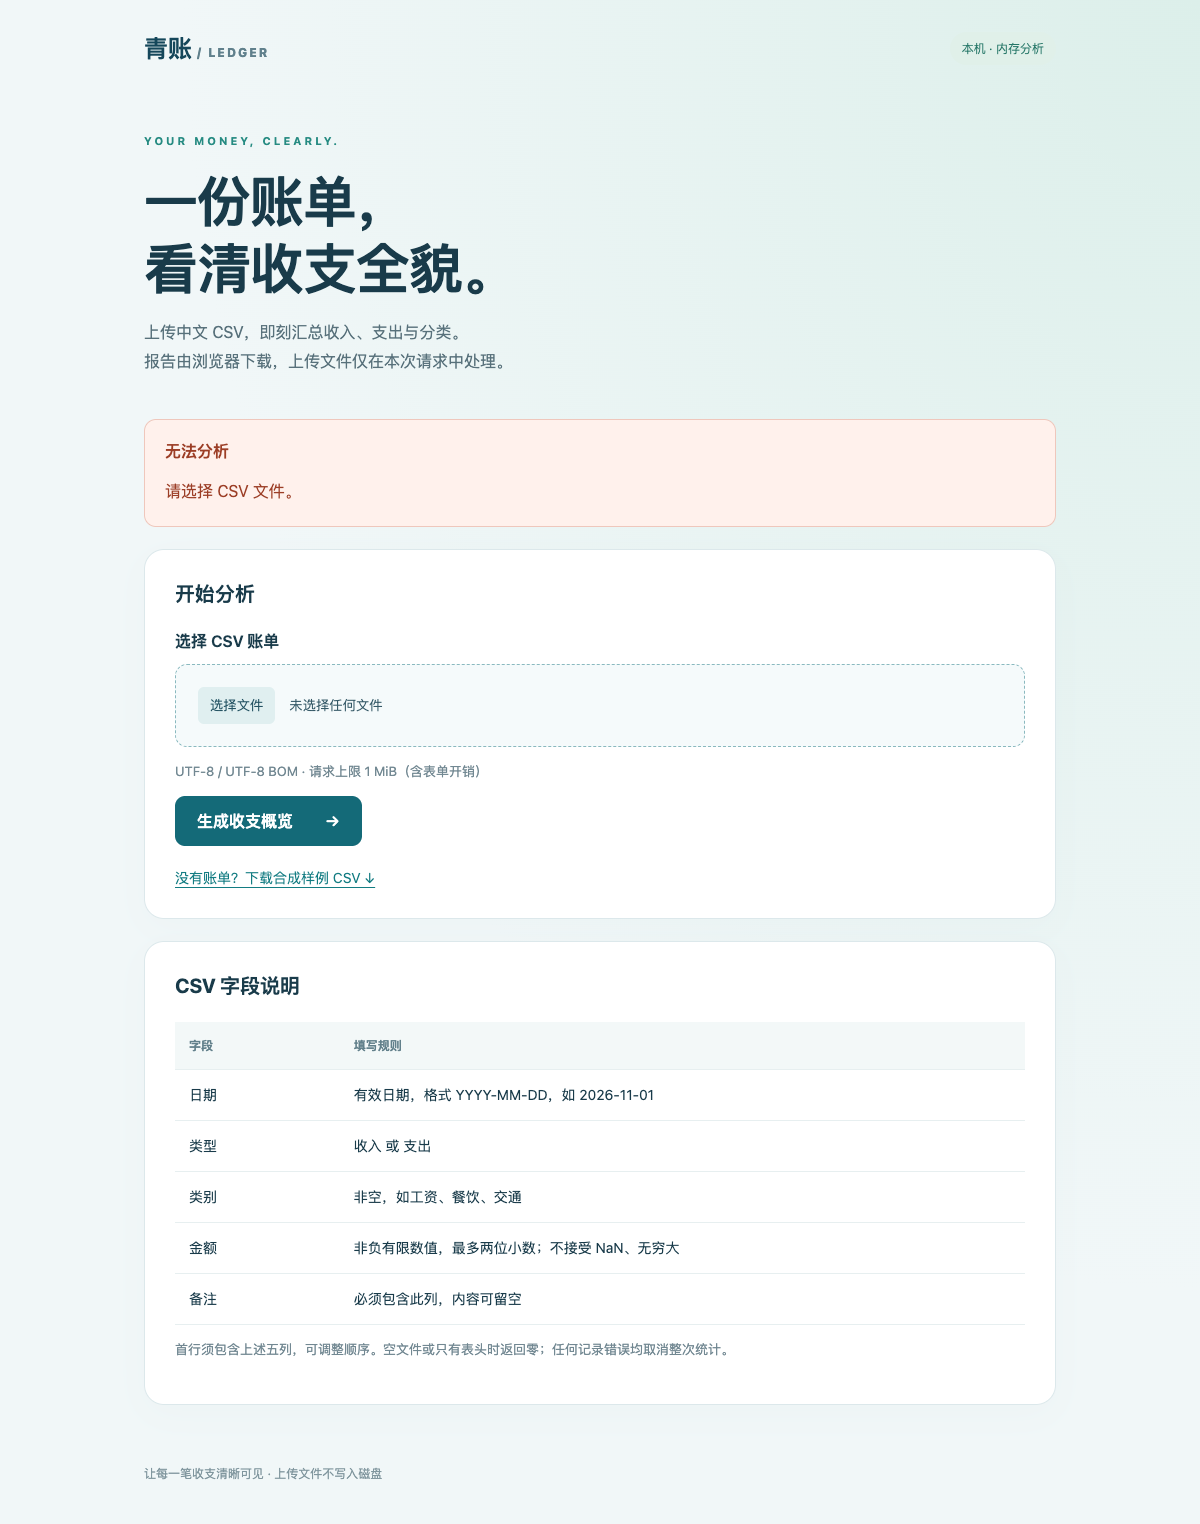 青账 / LEDGER
本机 · 内存分析
YOUR MONEY, CLEARLY.
一份账单，
看清收支全貌。
上传中文 CSV，即刻汇总收入、支出与分类。
报告由浏览器下载，上传文件仅在本次请求中处理。
无法分析
请选择 CSV 文件。
开始分析
选择 CSV 账单
选择文件 未选择任何文件
UTF-8 / UTF-8 BOM · 请求上限 1 MiB（含表单开销）
生成收支概览 →
没有账单？下载合成样例 CSV ↓
CSV 字段说明
字段 填写规则
日期 有效日期，格式 YYYY-MM-DD，如 2026-11-01
类型 收入 或 支出
类别 非空，如工资、餐饮、交通
金额 非负有限数值，最多两位小数；不接受 NaN、无穷大
备注 必须包含此列，内容可留空
首行须包含上述五列，可调整顺序。空文件或只有表头时返回零；任何记录错误均取消整次统计。
让每一笔收支清晰可见 · 上传文件不写入磁盘